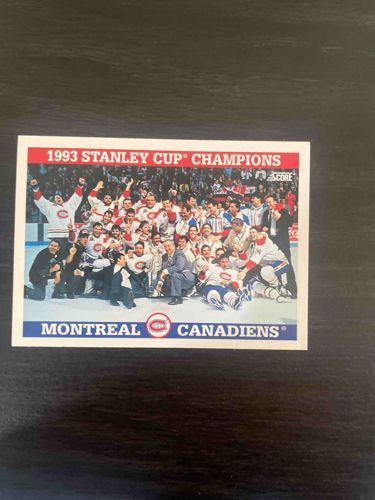 1993 STANLEY CUP® CHAMPIONS
SCORE
MONTREAL CANADIENS®